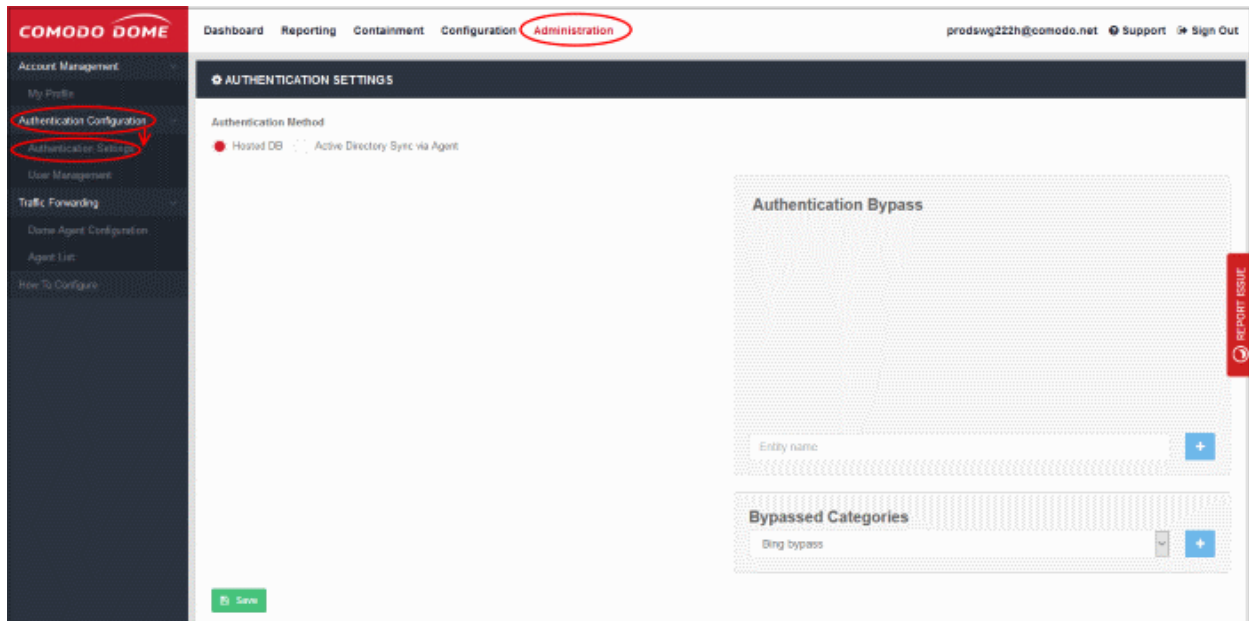 COMODO DOME
Dashboard Reporting Containment Configuration Administration prodswg222h@comodo.net Support Sign Out
Account Management
My Profile
Authentication Configuration
Authentication Settings
User Management
Traffic Forwarding
Dome Agent Configuration
Agent List
How To Configure
AUTHENTICATION SETTINGS
Authentication Method
Hosted DB Active Directory Sync via Agent
Authentication Bypass
Entity name
Bypassed Categories
Bing bypass
Save
REPORT ISSUE